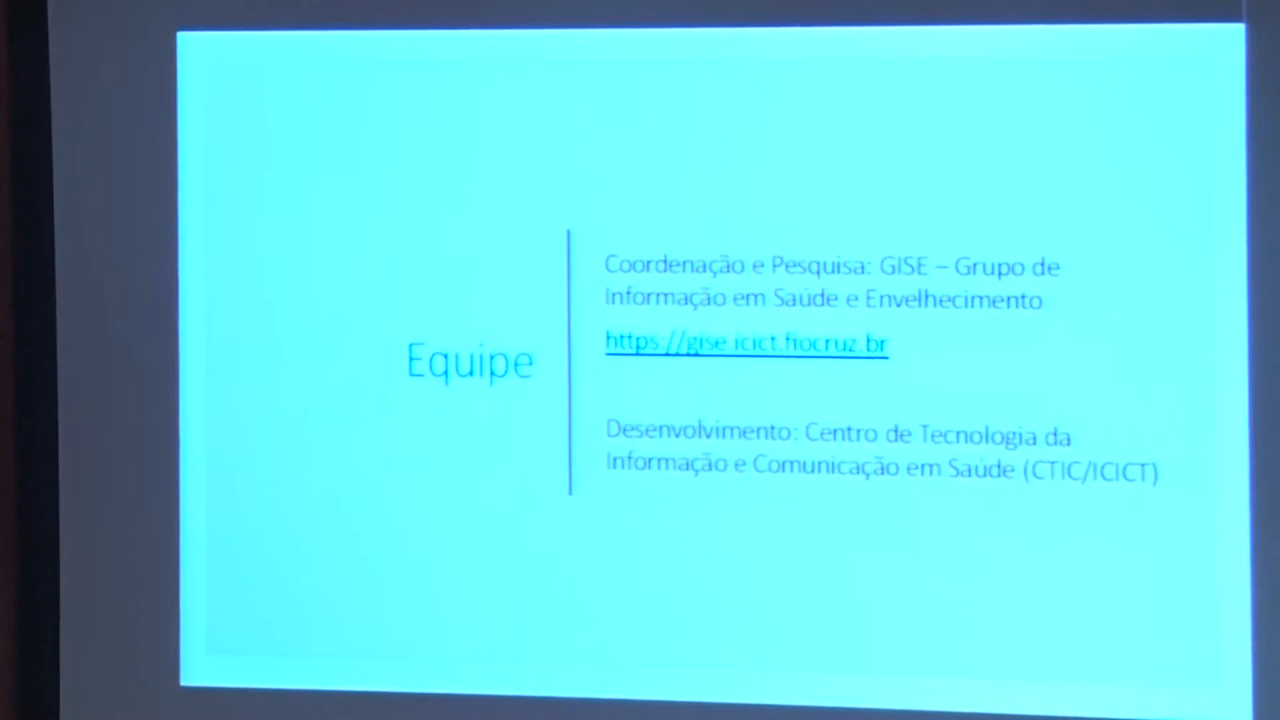 Equipe
Coordenação e Pesquisa: GISE – Grupo de
Informação em Saúde e Envelhecimento
https://gise.icict.fiocruz.br
Desenvolvimento: Centro de Tecnologia da
Informação e Comunicação em Saúde (CTIC/ICICT)